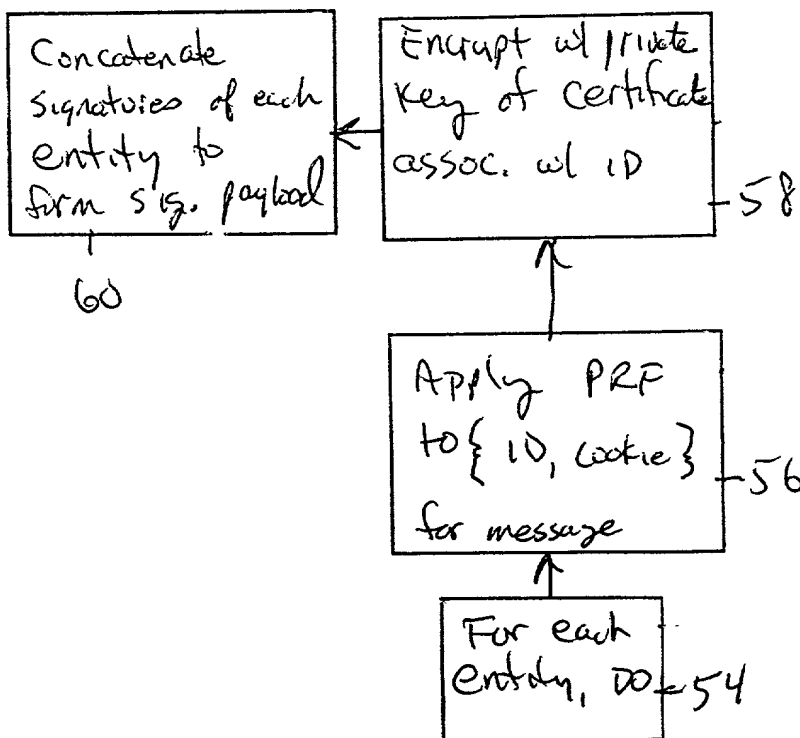 Concatenate
signatures of each
entity to
form sig. payload
60
Encrypt w/ private
Key of certificate
assoc. w/ ID
58
Apply PRF
to { ID, cookie }
for message
56
For each
entity, DO
54